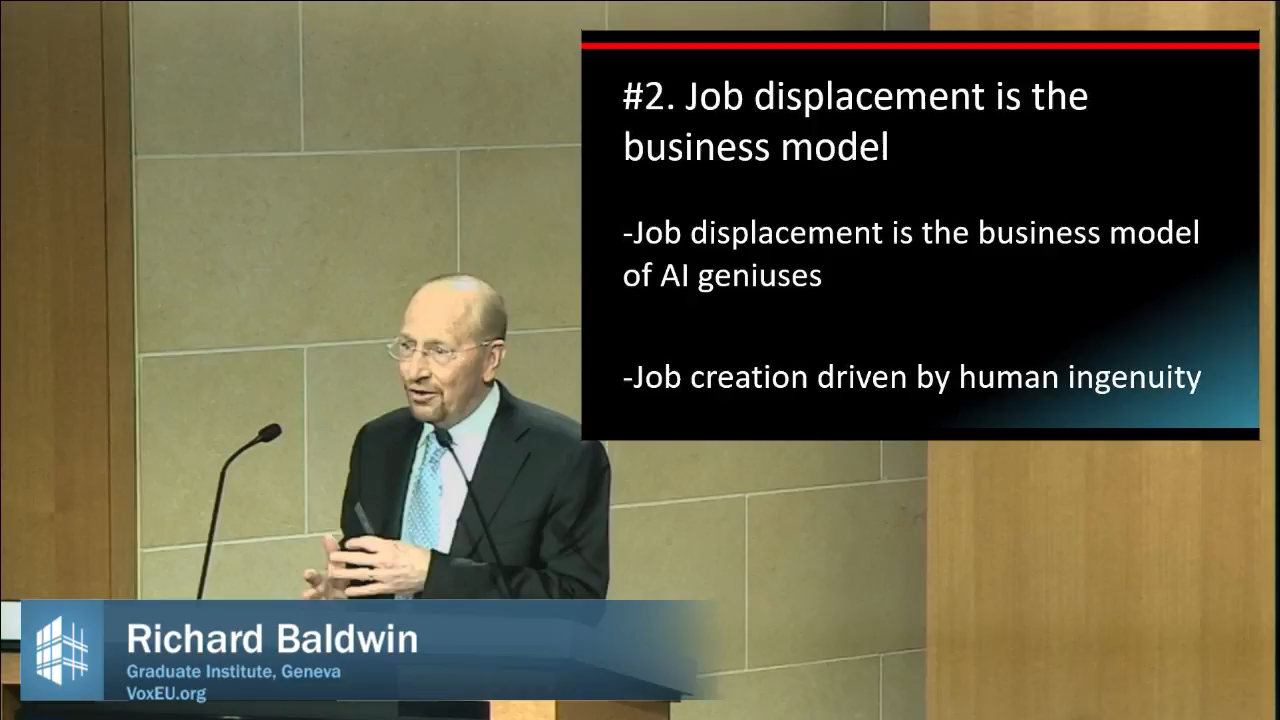 #2. Job displacement is the
business model
-Job displacement is the business model
of AI geniuses
-Job creation driven by human ingenuity
Richard Baldwin
Graduate Institute, Geneva
VoxEU.org